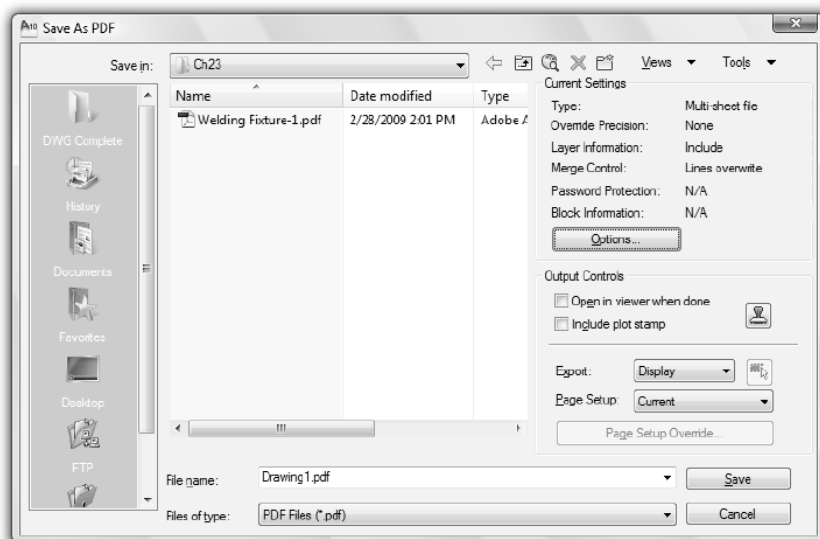 A10 Save As PDF
Save in: Ch23 Views Tools
Name Date modified Type
Welding Fixture-1.pdf 2/28/2009 2:01 PM Adobe A
DWG Complete
History
Documents
Favorites
Desktop
FTP
Current Settings
Type: Multi-sheet file
Override Precision: None
Layer Information: Include
Merge Control: Lines overwrite
Password Protection: N/A
Block Information: N/A
Options...
Output Controls
Open in viewer when done
Include plot stamp
Export: Display
Page Setup: Current
Page Setup Override...
File name: Drawing1.pdf Save
Files of type: PDF Files (*.pdf) Cancel